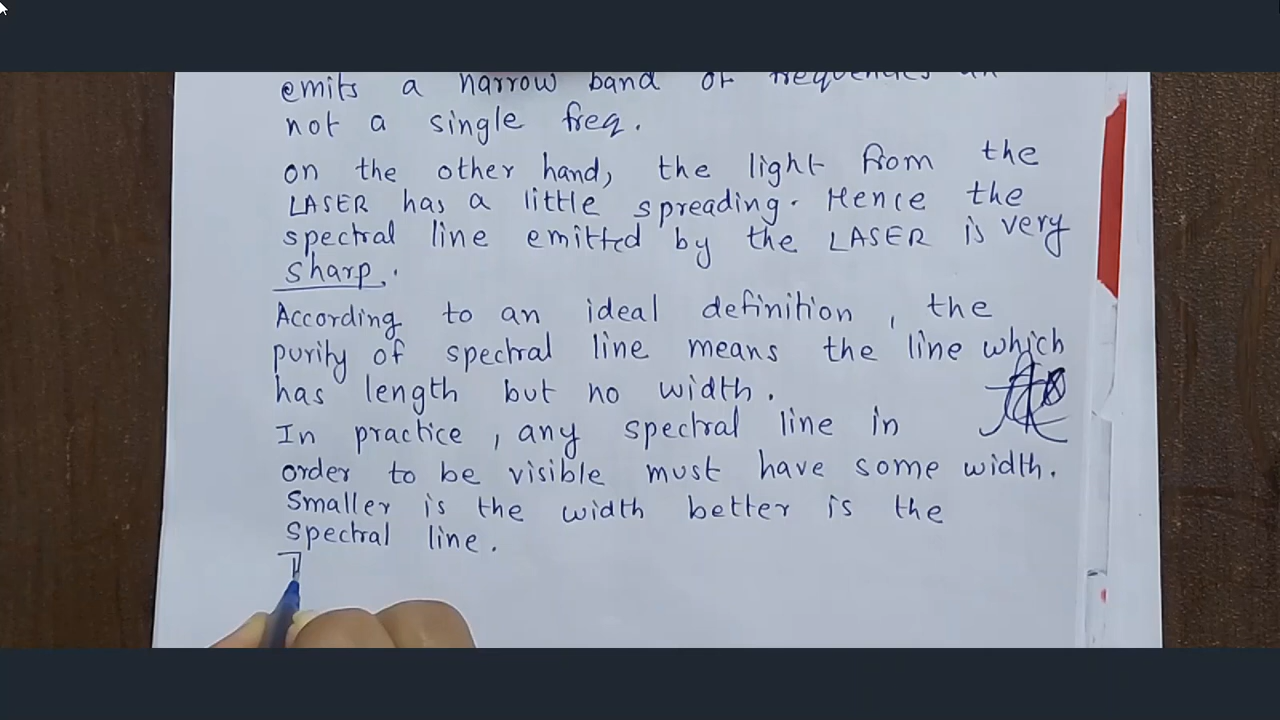 emits a narrow band of frequencies
not a single freq.
on the other hand, the light from the
LASER has a little spreading. Hence the
spectral line emitted by the LASER is very
sharp.
According to an ideal definition, the
purity of spectral line means the line which
has length but no width.
In practice, any spectral line in
order to be visible must have some width.
Smaller is the width better is the
spectral line.